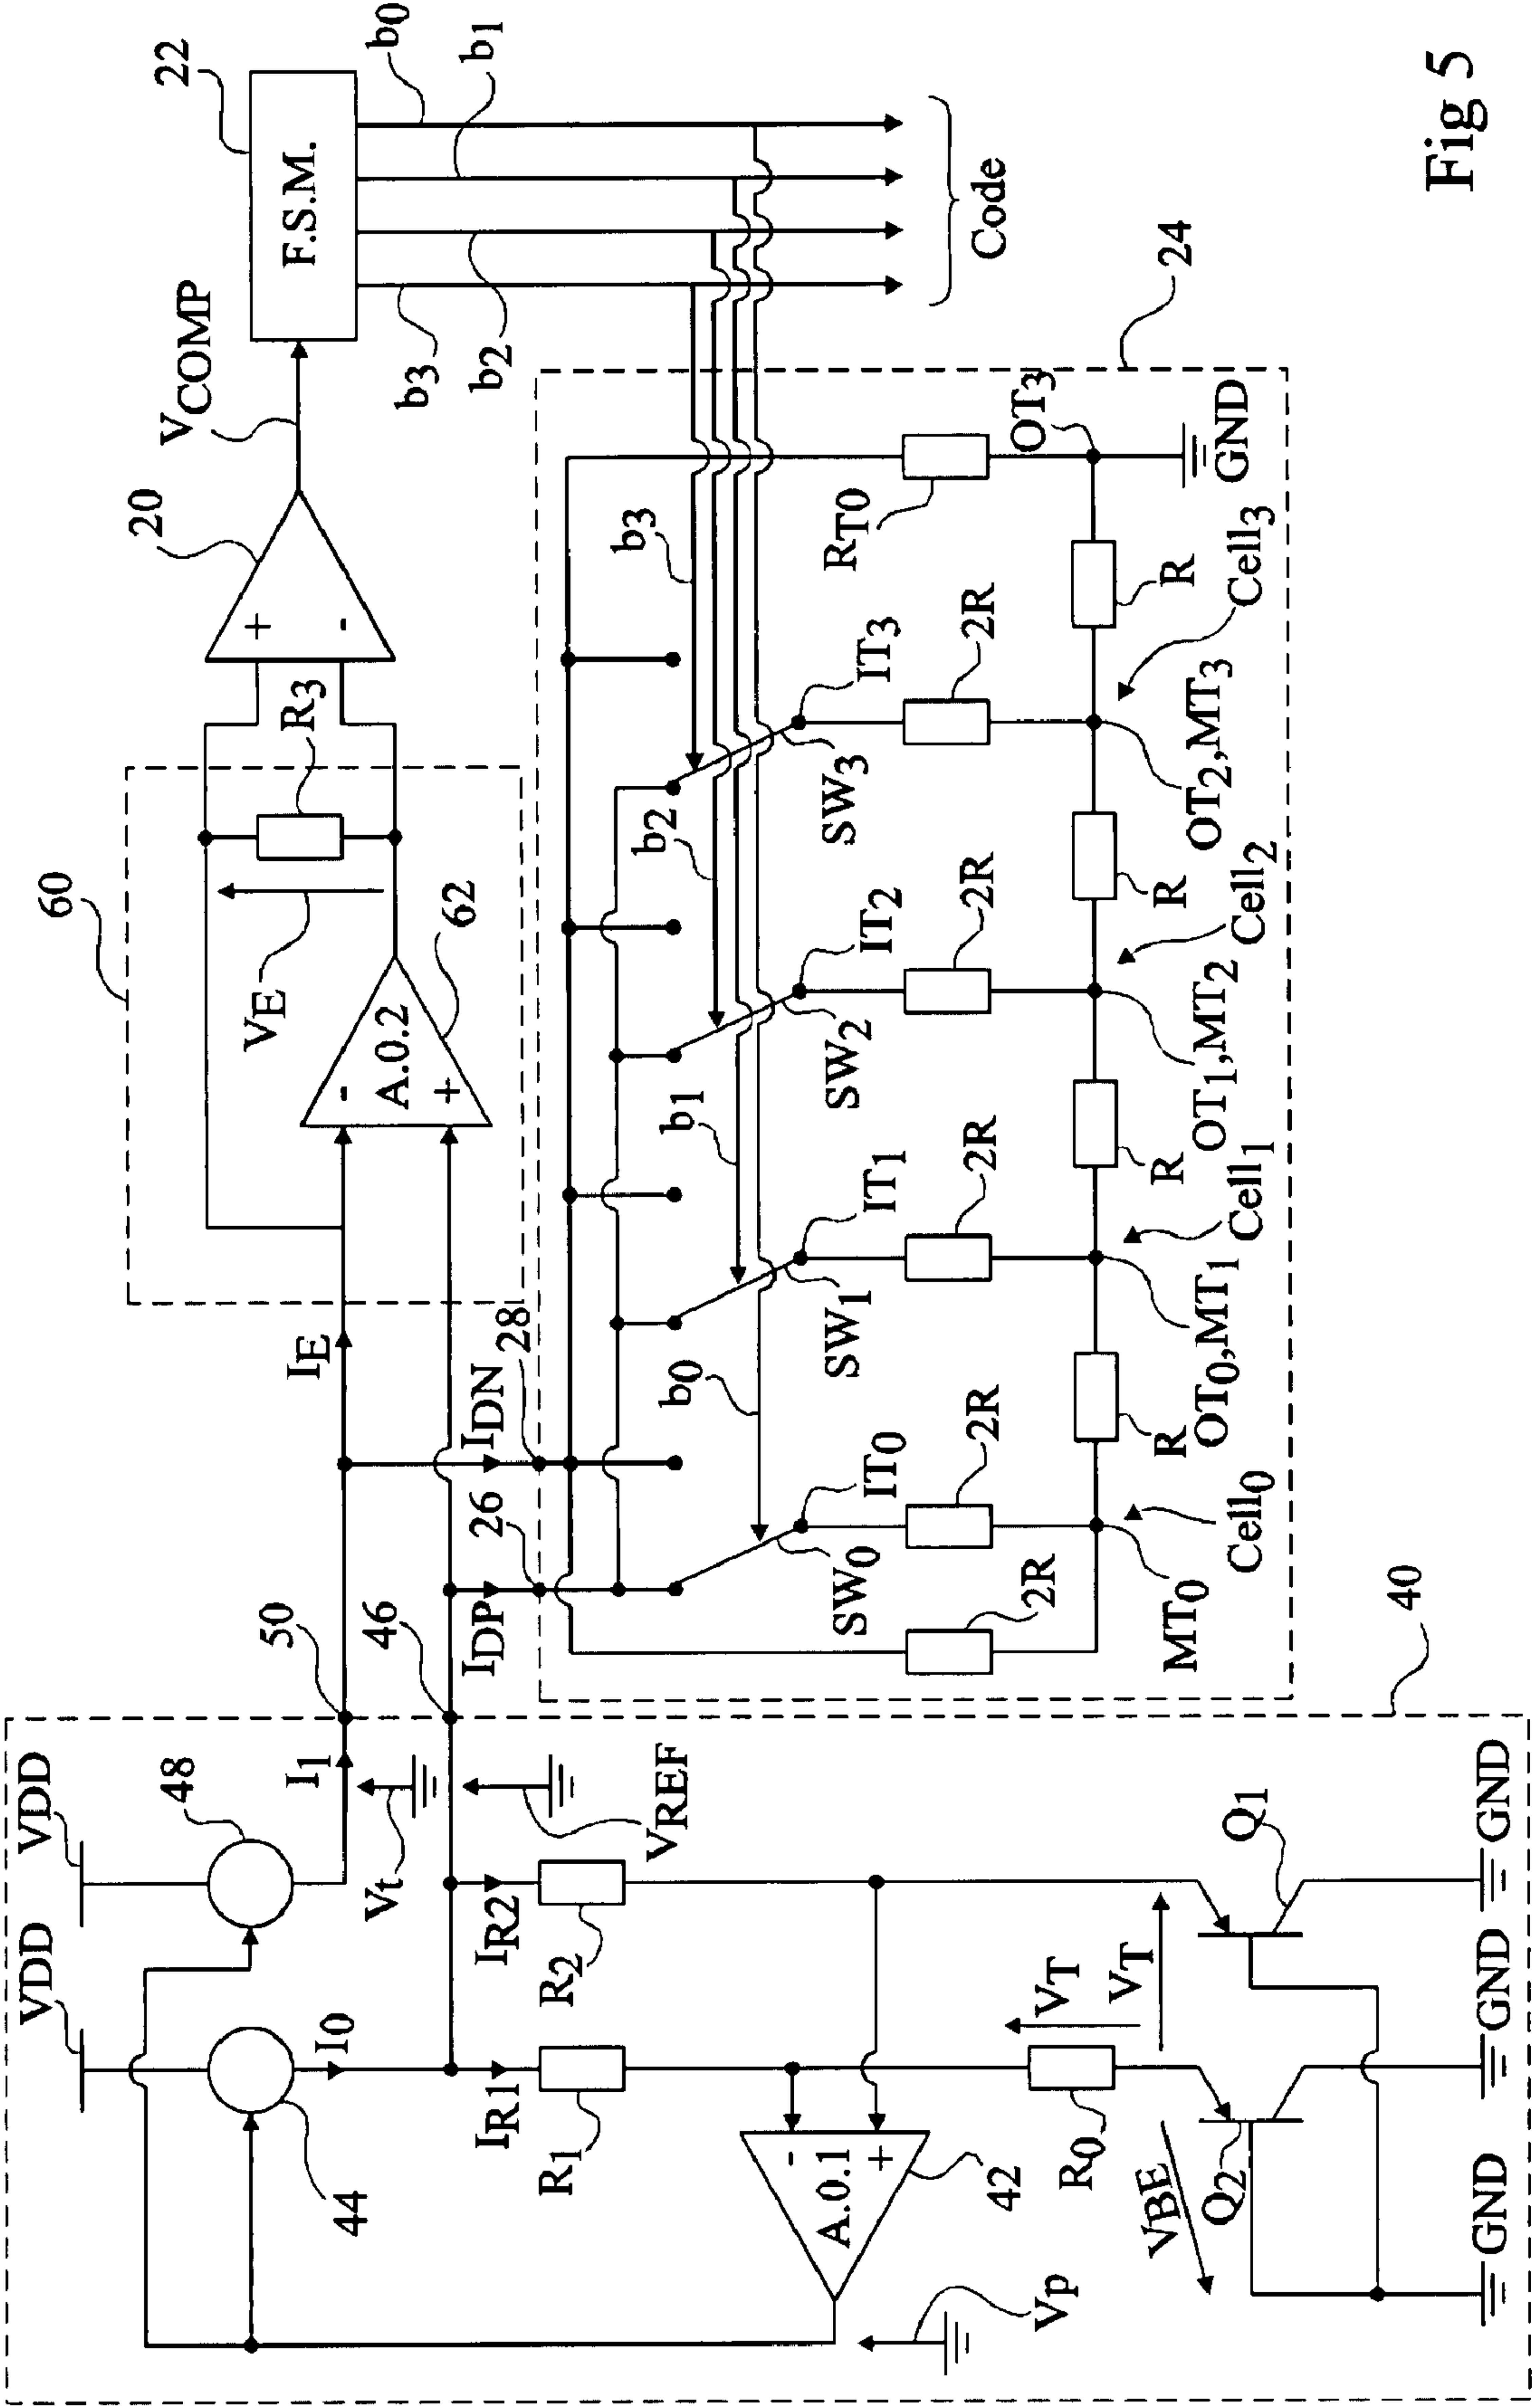 Fig 5
22
F.S.M.
b0
b1
b2
b3
Code
VCOMP
20
+
-
60
R3
VE
A.0.2
-
+
62
IE
IDN
28
IDP
26
24
b3
b2
b1
b0
IT3
IT2
IT1
IT0
SW3
SW2
SW1
SW0
RT0
2R
2R
2R
2R
2R
OT3
GND
R
R
R
R
Cell3
OT2,MT3
Cell2
OT1,MT2
Cell1
OT0,MT1
Cell0
MT0
40
50
46
VDD
VDD
48
I1
Vt
VREF
44
I0
IR2
R2
IR1
R1
A.0.1
-
+
42
Vp
R0
VT
VT
VBE
Q2
Q1
GND
GND
GND